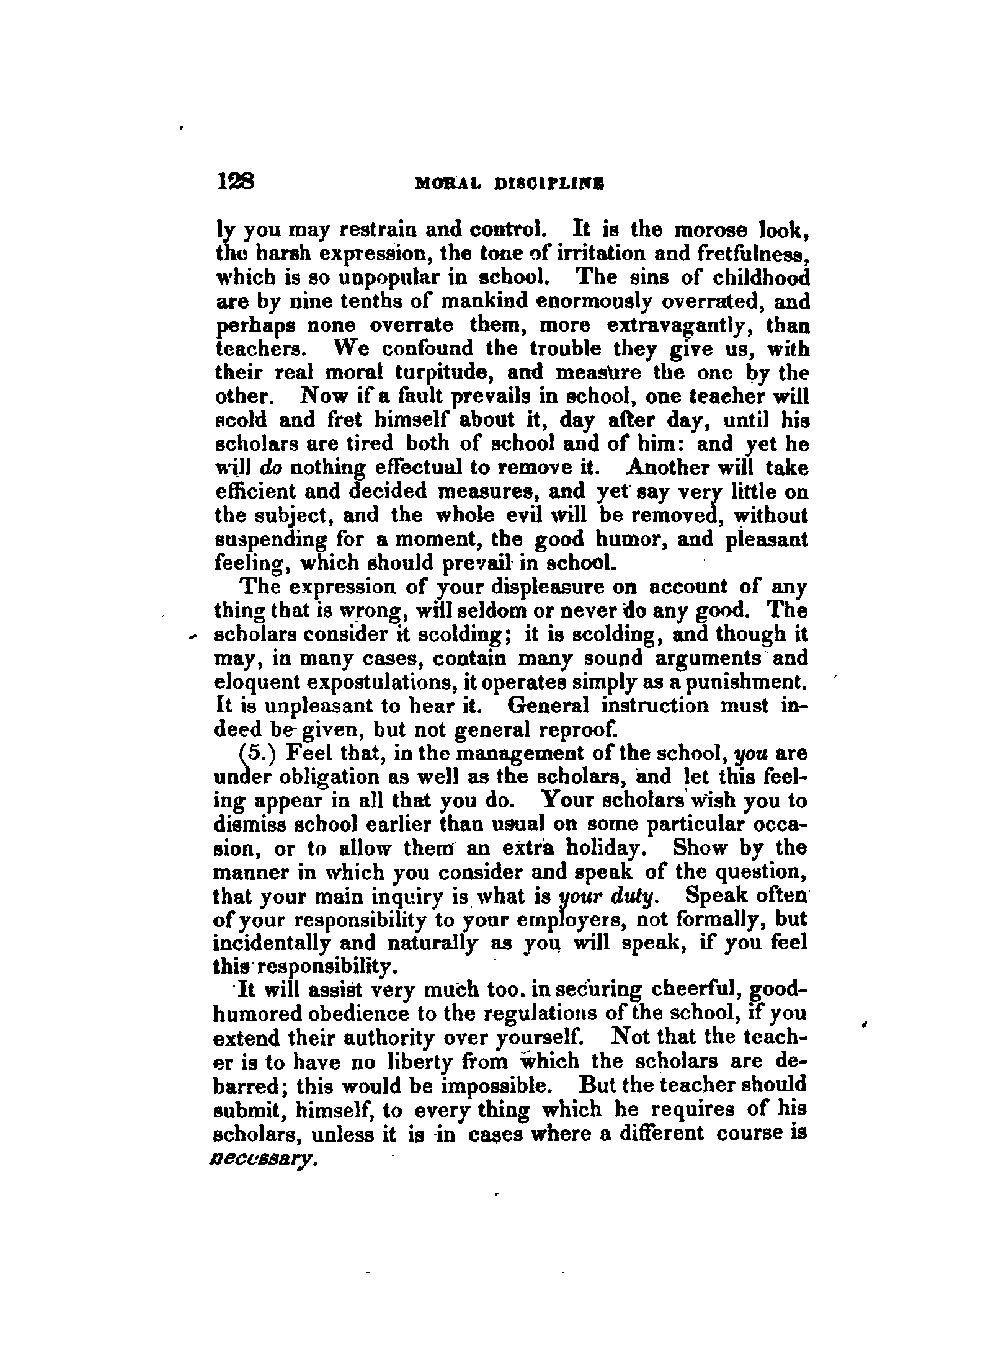 128 MORAL DISCIPLINE
ly you may restrain and control. It is the morose look,
the harsh expression, the tone of irritation and fretfulness,
which is so unpopular in school. The sins of childhood
are by nine tenths of mankind enormously overrated, and
perhaps none overrate them, more extravagantly, than
teachers. We confound the trouble they give us, with
their real moral turpitude, and measure the one by the
other. Now if a fault prevails in school, one teacher will
scold and fret himself about it, day after day, until his
scholars are tired both of school and of him: and yet he
will do nothing effectual to remove it. Another will take
efficient and decided measures, and yet say very little on
the subject, and the whole evil will be removed, without
suspending for a moment, the good humor, and pleasant
feeling, which should prevail in school.
The expression of your displeasure on account of any
thing that is wrong, will seldom or never do any good. The
scholars consider it scolding; it is scolding, and though it
may, in many cases, contain many sound arguments and
eloquent expostulations, it operates simply as a punishment.
It is unpleasant to hear it. General instruction must in-
deed be given, but not general reproof.
(5.) Feel that, in the management of the school, you are
under obligation as well as the scholars, and let this feel-
ing appear in all that you do. Your scholars wish you to
dismiss school earlier than usual on some particular occa-
sion, or to allow them an extra holiday. Show by the
manner in which you consider and speak of the question,
that your main inquiry is what is your duty. Speak often
of your responsibility to your employers, not formally, but
incidentally and naturally as you will speak, if you feel
this responsibility.
It will assist very much too. in securing cheerful, good-
humored obedience to the regulations of the school, if you
extend their authority over yourself. Not that the teach-
er is to have no liberty from which the scholars are de-
barred; this would be impossible. But the teacher should
submit, himself, to every thing which he requires of his
scholars, unless it is in cases where a different course is
necessary.